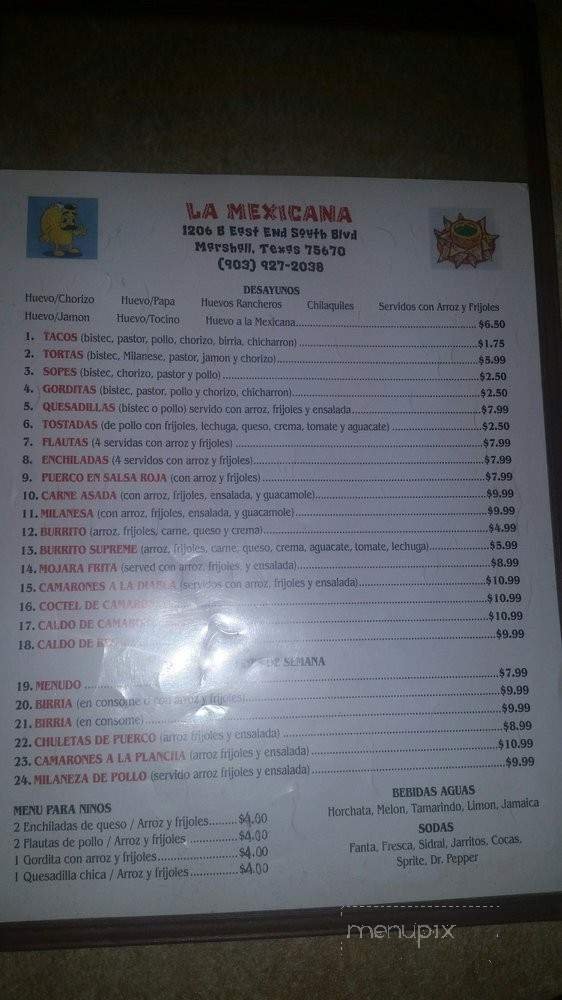 LA MEXICANA
1206 B East End South Blvd
Marshall, Texas 75670
(903) 927-2038
DESAYUNOS
Huevo/Chorizo Huevo/Papa Huevos Rancheros Chilaquiles Servidos con Arroz y Frijoles
Huevo/Jamon Huevo/Tocino Huevo a la Mexicana $6.50
1. TACOS (bistec, pastor, pollo, chorizo, birria, chicharron) $1.75
2. TORTAS (bistec, Milanese, pastor, jamon y chorizo) $5.99
3. SOPES (bistec, chorizo, pastor y pollo) $2.50
4. GORDITAS (bistec, pastor, pollo y chorizo, chicharron) $2.50
5. QUESADILLAS (bistec o pollo) servido con arroz, frijoles y ensalada $7.99
6. TOSTADAS (de pollo con frijoles, lechuga, queso, crema, tomate y aguacate) $2.50
7. FLAUTAS (4 servidas con arroz y frijoles) $7.99
8. ENCHILADAS (4 servidos con arroz y frijoles) $7.99
9. PUERCO EN SALSA ROJA (con arroz y frijoles) $7.99
10. CARNE ASADA (con arroz, frijoles, ensalada, y guacamole) $9.99
11. MILANESA (con arroz, frijoles, ensalada, y guacamole) $9.99
12. BURRITO (arroz, frijoles, carne, queso y crema) $4.99
13. BURRITO SUPREME (arroz, frijoles, carne, queso, crema, aguacate, tomate, lechuga) $5.99
14. MOJARA FRITA (served con arroz, frijoles, y ensalada) $8.99
15. CAMARONES A LA DIABLA (servidos con arroz, frijoles y ensalada) $10.99
16. COCTEL DE $10.99
17. CALDO DE $10.99
18. CALDO DE $9.99
DE SEMANA
19. MENUDO $7.99
20. BIRRIA (en consome o con arroz y frijoles) $9.99
21. BIRRIA (en consome) $9.99
22. CHULETAS DE PUERCO (arroz frijoles y ensalada) $8.99
23. CAMARONES A LA PLANCHA (arroz frijoles y ensalada) $10.99
24. MILANEZA DE POLLO (servidio arroz frijoles y ensalada) $9.99
MENU PARA NINOS
2 Enchiladas de queso / Arroz y frijoles $4.00
2 Flautas de pollo / Arroz y frijoles $4.00
1 Gordita con arroz y frijoles $4.00
1 Quesadilla chica / Arroz y frijoles $4.00
BEBIDAS AGUAS
Horchata, Melon, Tamarindo, Limon, Jamaica
SODAS
Fanta, Fresca, Sidral, Jarritos, Cocas,
Sprite, Dr. Pepper
menupix